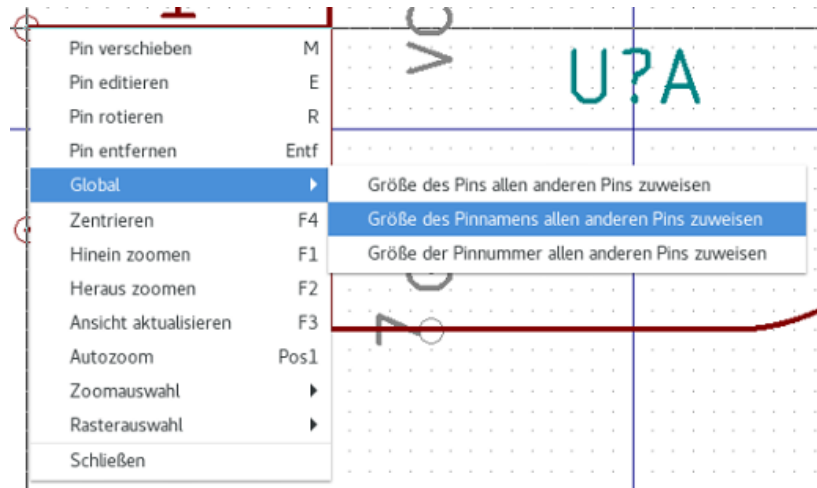 U?A
VC
Pin verschieben M
Pin editieren E
Pin rotieren R
Pin entfernen Entf
Global
Größe des Pins allen anderen Pins zuweisen
Größe des Pinnamens allen anderen Pins zuweisen
Größe der Pinnummer allen anderen Pins zuweisen
Zentrieren F4
Hinein zoomen F1
Heraus zoomen F2
Ansicht aktualisieren F3
Autozoom Pos1
Zoomauswahl
Rasterauswahl
Schließen